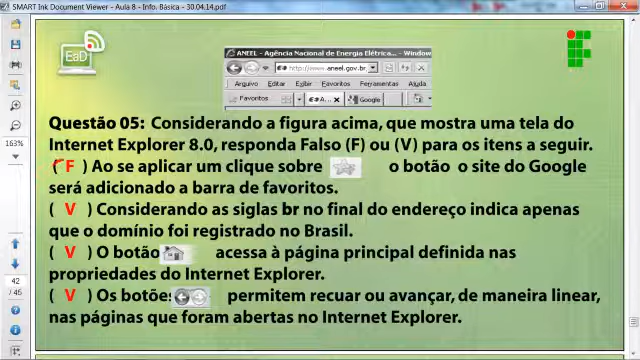 SMART Ink Document Viewer - Aula 8 - Info. Básica - 30.04.14.pdf
EaD
ANEEL - Agência Nacional de Energia Elétrica... - Window
http://www.aneel.gov.br
Arquivo Editar Exibir Favoritos Ferramentas Ajuda
Favoritos A... Google
163%
Questão 05: Considerando a figura acima, que mostra uma tela do
Internet Explorer 8.0, responda Falso (F) ou (V) para os itens a seguir.
( F ) Ao se aplicar um clique sobre o botão o site do Google
será adicionado a barra de favoritos.
( V ) Considerando as siglas br no final do endereço indica apenas
que o domínio foi registrado no Brasil.
( V ) O botão acessa à página principal definida nas
propriedades do Internet Explorer.
( V ) Os botões permitem recuar ou avançar, de maneira linear,
nas páginas que foram abertas no Internet Explorer.
42
/ 45